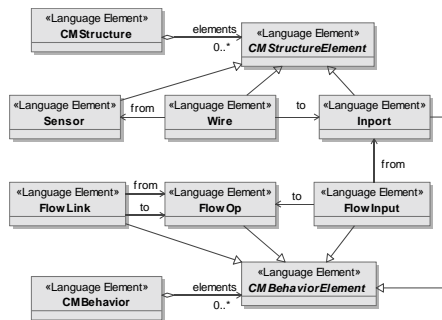 «Language Element»
CMStructure
elements
0..*
«Language Element»
CMStructureElement
«Language Element»
Sensor
from
«Language Element»
Wire
to
«Language Element»
Inport
from
«Language Element»
FlowLink
from
to
«Language Element»
FlowOp
to
«Language Element»
FlowInput
«Language Element»
CMBehavior
elements
0..*
«Language Element»
CMBehaviorElement